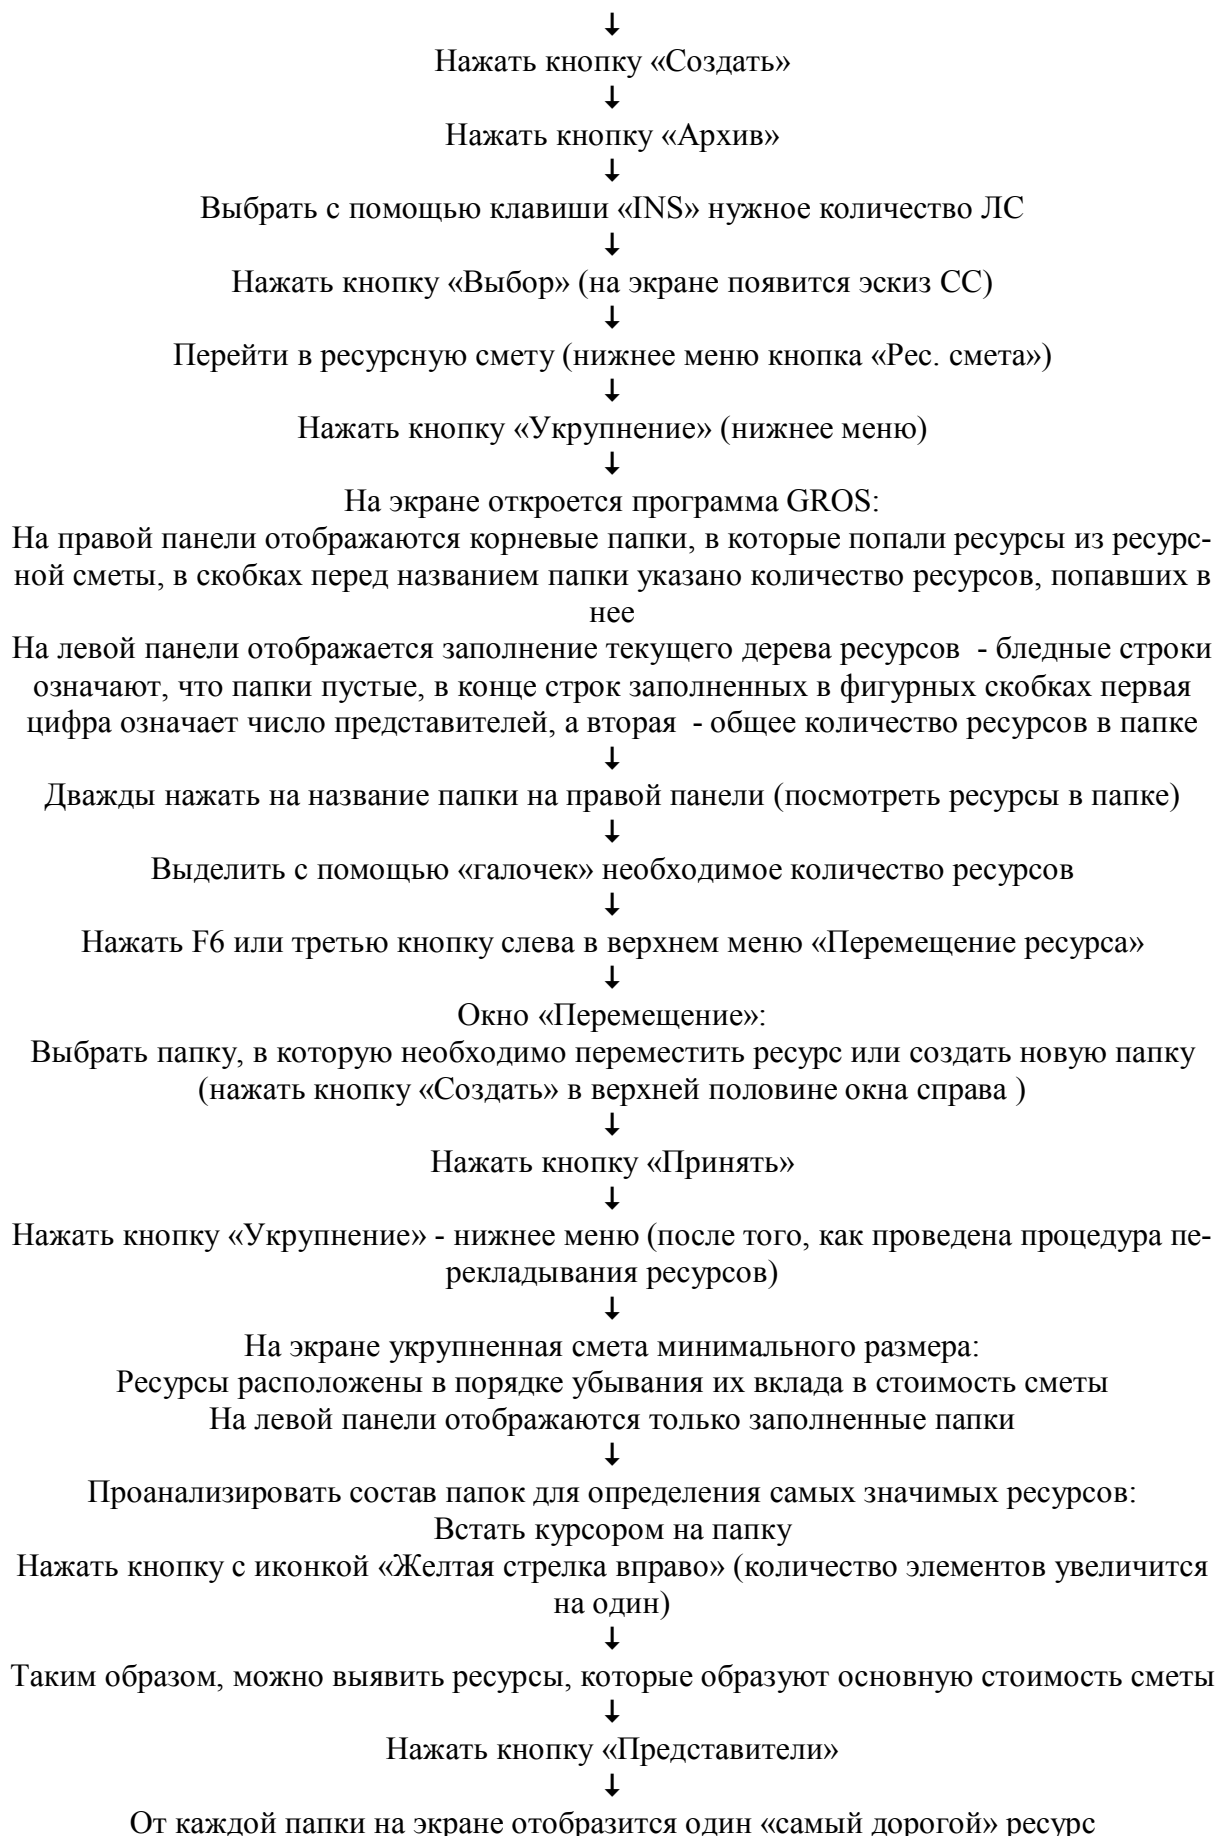 ↓
Нажать кнопку «Создать»
↓
Нажать кнопку «Архив»
↓
Выбрать с помощью клавиши «INS» нужное количество ЛС
↓
Нажать кнопку «Выбор» (на экране появится эскиз СС)
↓
Перейти в ресурсную смету (нижнее меню кнопка «Рес. смета»)
↓
Нажать кнопку «Укрупнение» (нижнее меню)
↓
На экране откроется программа GROS:
На правой панели отображаются корневые папки, в которые попали ресурсы из ресурс-
ной сметы, в скобках перед названием папки указано количество ресурсов, попавших в
нее
На левой панели отображается заполнение текущего дерева ресурсов - бледные строки
означают, что папки пустые, в конце строк заполненных в фигурных скобках первая
цифра означает число представителей, а вторая - общее количество ресурсов в папке
↓
Дважды нажать на название папки на правой панели (посмотреть ресурсы в папке)
↓
Выделить с помощью «галочек» необходимое количество ресурсов
↓
Нажать F6 или третью кнопку слева в верхнем меню «Перемещение ресурса»
↓
Окно «Перемещение»:
Выбрать папку, в которую необходимо переместить ресурс или создать новую папку
(нажать кнопку «Создать» в верхней половине окна справа )
↓
Нажать кнопку «Принять»
↓
Нажать кнопку «Укрупнение» - нижнее меню (после того, как проведена процедура пе-
рекладывания ресурсов)
↓
На экране укрупненная смета минимального размера:
Ресурсы расположены в порядке убывания их вклада в стоимость сметы
На левой панели отображаются только заполненные папки
↓
Проанализировать состав папок для определения самых значимых ресурсов:
Встать курсором на папку
Нажать кнопку с иконкой «Желтая стрелка вправо» (количество элементов увеличится
на один)
↓
Таким образом, можно выявить ресурсы, которые образуют основную стоимость сметы
↓
Нажать кнопку «Представители»
↓
От каждой папки на экране отобразится один «самый дорогой» ресурс